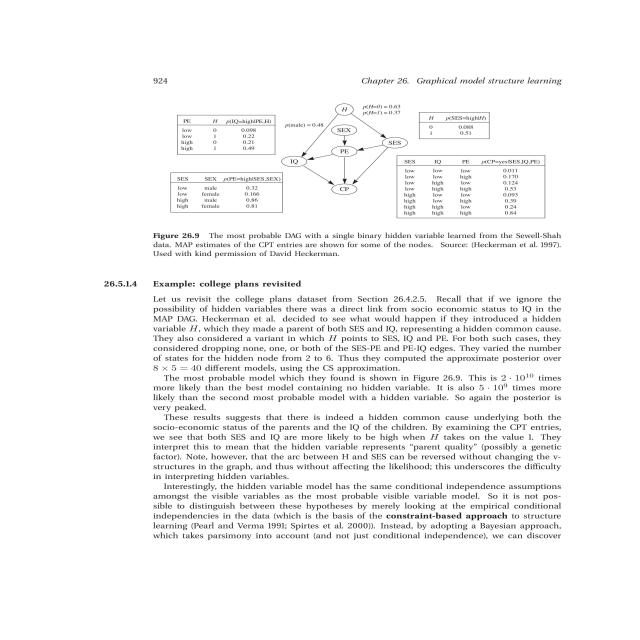 924
Chapter 26. Graphical model structure learning
H
p(H=0) = 0.63
p(H=1) = 0.37
p(male) = 0.48
SEX
PE
SES
IQ
CP
PE H p(IQ=high|PE,H)
low 0 0.098
low 1 0.22
high 0 0.21
high 1 0.49
H p(SES=high|H)
0 0.088
1 0.51
SES SEX p(PE=high|SES,SEX)
low male 0.32
low female 0.166
high male 0.86
high female 0.81
SES IQ PE p(CP=yes|SES,IQ,PE)
low low low 0.011
low low high 0.170
low high low 0.124
low high high 0.53
high low low 0.093
high low high 0.39
high high low 0.24
high high high 0.84
Figure 26.9 The most probable DAG with a single binary hidden variable learned from the Sewell-Shah
data. MAP estimates of the CPT entries are shown for some of the nodes. Source: (Heckerman et al. 1997).
Used with kind permission of David Heckerman.
26.5.1.4 Example: college plans revisited
Let us revisit the college plans dataset from Section 26.4.2.5. Recall that if we ignore the
possibility of hidden variables there was a direct link from socio economic status to IQ in the
MAP DAG. Heckerman et al. decided to see what would happen if they introduced a hidden
variable H, which they made a parent of both SES and IQ, representing a hidden common cause.
They also considered a variant in which H points to SES, IQ and PE. For both such cases, they
considered dropping none, one, or both of the SES-PE and PE-IQ edges. They varied the number
of states for the hidden node from 2 to 6. Thus they computed the approximate posterior over
8 × 5 = 40 different models, using the CS approximation.
The most probable model which they found is shown in Figure 26.9. This is 2 · 10¹⁰ times
more likely than the best model containing no hidden variable. It is also 5 · 10⁹ times more
likely than the second most probable model with a hidden variable. So again the posterior is
very peaked.
These results suggests that there is indeed a hidden common cause underlying both the
socio-economic status of the parents and the IQ of the children. By examining the CPT entries,
we see that both SES and IQ are more likely to be high when H takes on the value 1. They
interpret this to mean that the hidden variable represents “parent quality” (possibly a genetic
factor). Note, however, that the arc between H and SES can be reversed without changing the v-
structures in the graph, and thus without affecting the likelihood; this underscores the difficulty
in interpreting hidden variables.
Interestingly, the hidden variable model has the same conditional independence assumptions
amongst the visible variables as the most probable visible variable model. So it is not pos-
sible to distinguish between these hypotheses by merely looking at the empirical conditional
independencies in the data (which is the basis of the constraint-based approach to structure
learning (Pearl and Verma 1991; Spirtes et al. 2000)). Instead, by adopting a Bayesian approach,
which takes parsimony into account (and not just conditional independence), we can discover